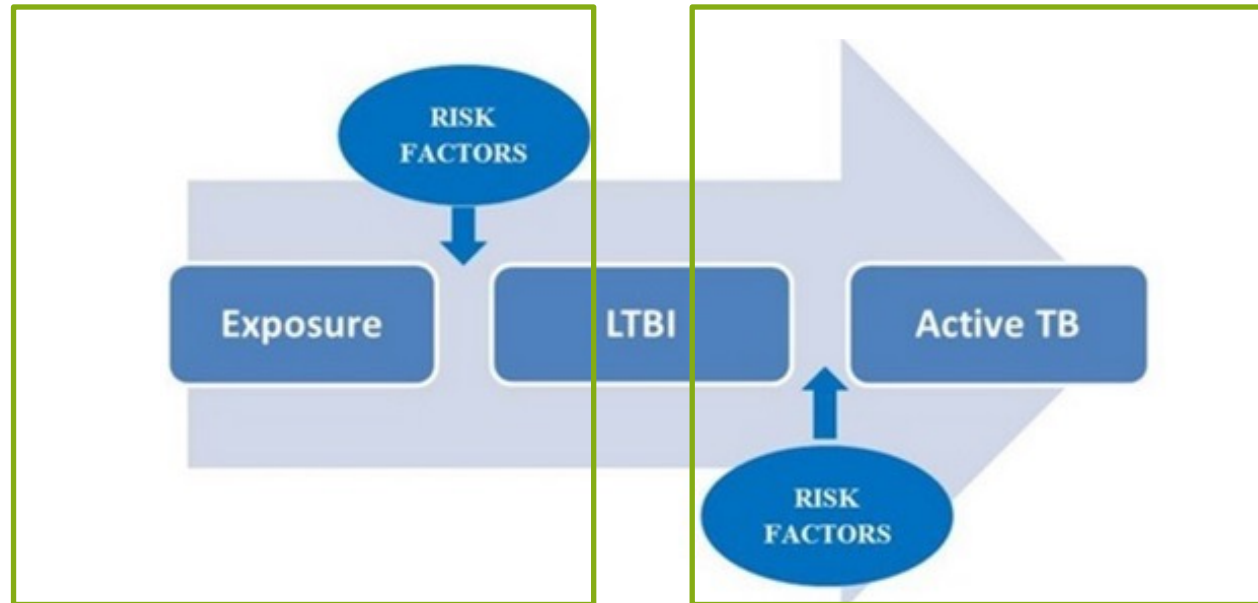 RISK
FACTORS
Exposure
LTBI
Active TB
RISK
FACTORS